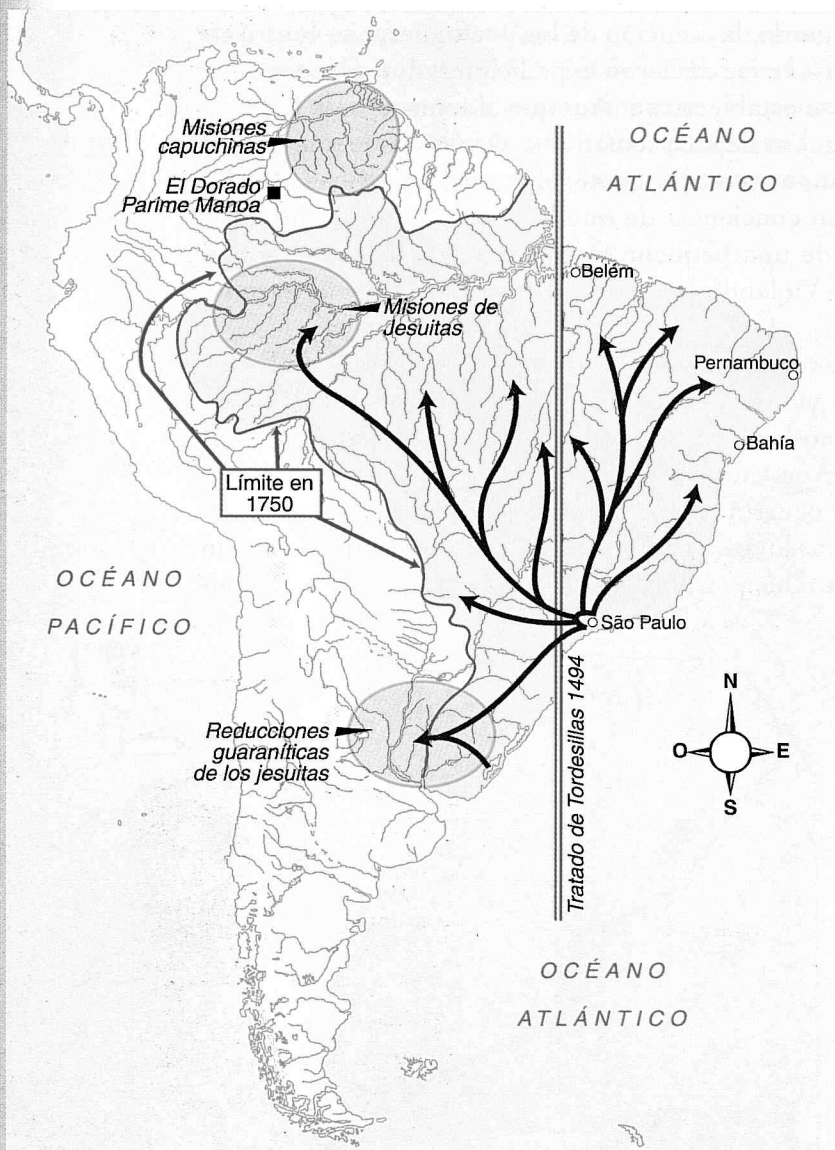 Misiones
capuchinas
El Dorado
Parime Manoa
OCÉANO
ATLÁNTICO
Belém
Misiones de
Jesuitas
Pernambuco
Bahía
Límite en
1750
OCÉANO
PACÍFICO
São Paulo
Tratado de Tordesillas 1494
Reducciones
guaraníticas
de los jesuitas
N
O
E
S
OCÉANO
ATLÁNTICO